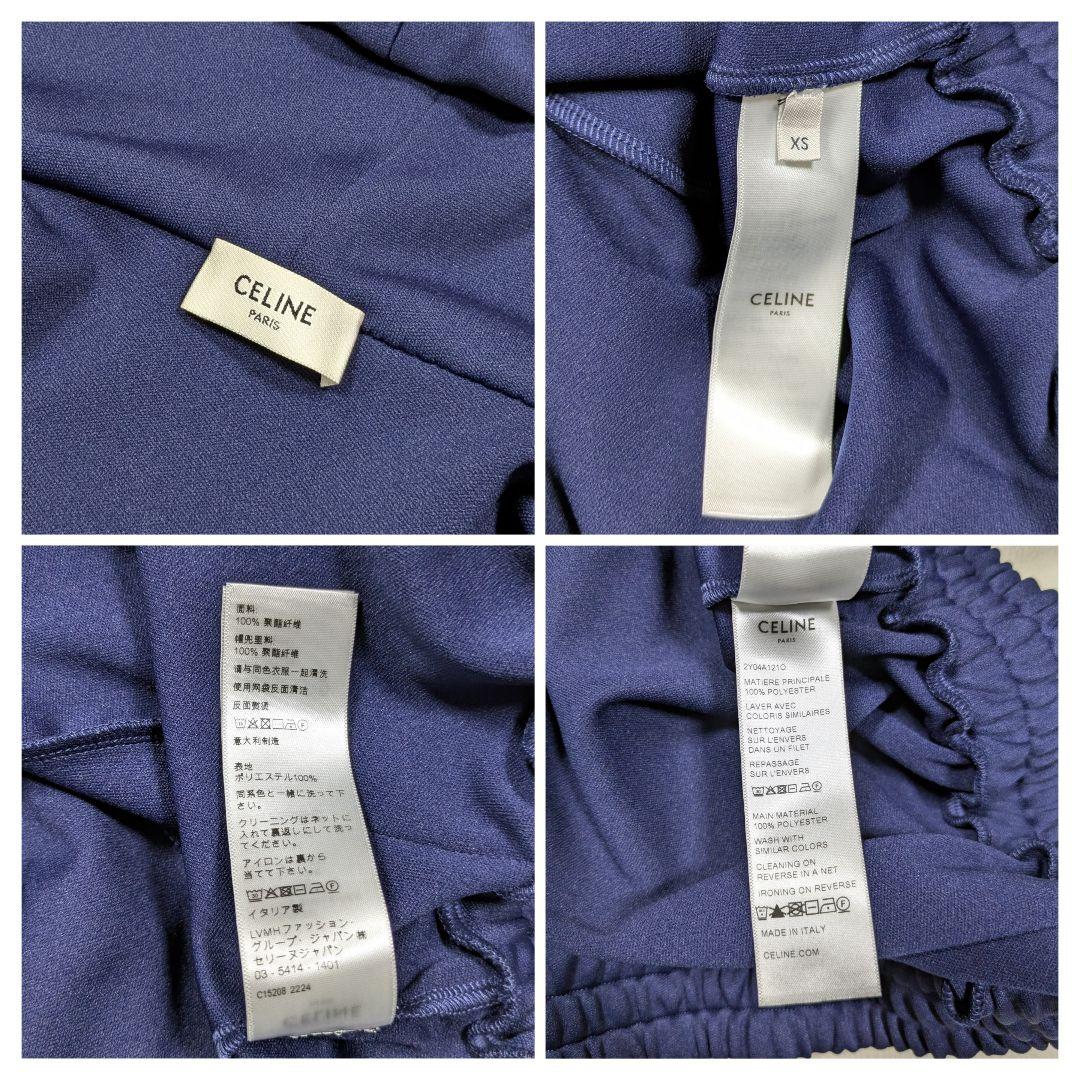 CELINE
PARIS
XS
CELINE
PARIS
面料
100% 聚酯纤维
帽兜里料
100% 聚酯纤维
请与同色衣服一起清洗
使用网袋反面清洁
反面熨烫
意大利制造
表地
ポリエステル100%
同系色と一緒に洗って下
さい。
クリーニングはネットに
入れて裏返しにして洗っ
てください。
アイロンは裏から
当てて下さい。
イタリア製
LVMHファッション・
グループ・ジャパン㈱
セリーヌジャパン
03 - 5414 - 1401
C15208 2224
CELINE
CELINE
PARIS
2Y04A121O
MATIERE PRINCIPALE
100% POLYESTER
LAVER AVEC
COLORIS SIMILAIRES
NETTOYAGE
SUR L'ENVERS
DANS UN FILET
REPASSAGE
SUR L'ENVERS
MAIN MATERIAL
100% POLYESTER
WASH WITH
SIMILAR COLORS
CLEANING ON
REVERSE IN A NET
IRONING ON REVERSE
MADE IN ITALY
CELINE.COM